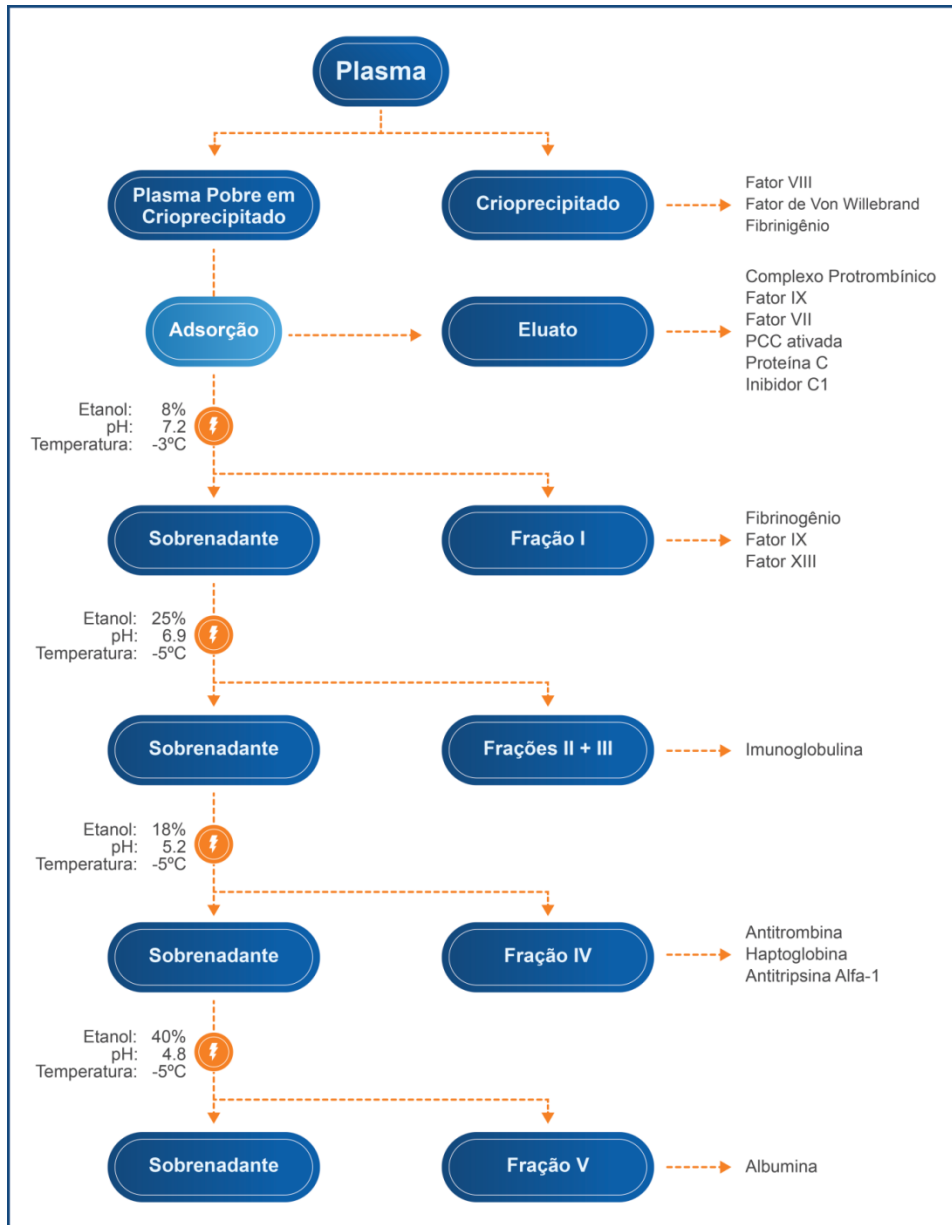 Plasma
Plasma Pobre em
Crioprecipitado
Crioprecipitado
Fator VIII
Fator de Von Willebrand
Fibrinigênio
Adsorção
Eluato
Complexo Protrombínico
Fator IX
Fator VII
PCC ativada
Proteína C
Inibidor C1
Etanol: 8%
pH: 7.2
Temperatura: -3ºC
Sobrenadante
Fração I
Fibrinogênio
Fator IX
Fator XIII
Etanol: 25%
pH: 6.9
Temperatura: -5ºC
Sobrenadante
Frações II + III
Imunoglobulina
Etanol: 18%
pH: 5.2
Temperatura: -5ºC
Sobrenadante
Fração IV
Antitrombina
Haptoglobina
Antitripsina Alfa-1
Etanol: 40%
pH: 4.8
Temperatura: -5ºC
Sobrenadante
Fração V
Albumina